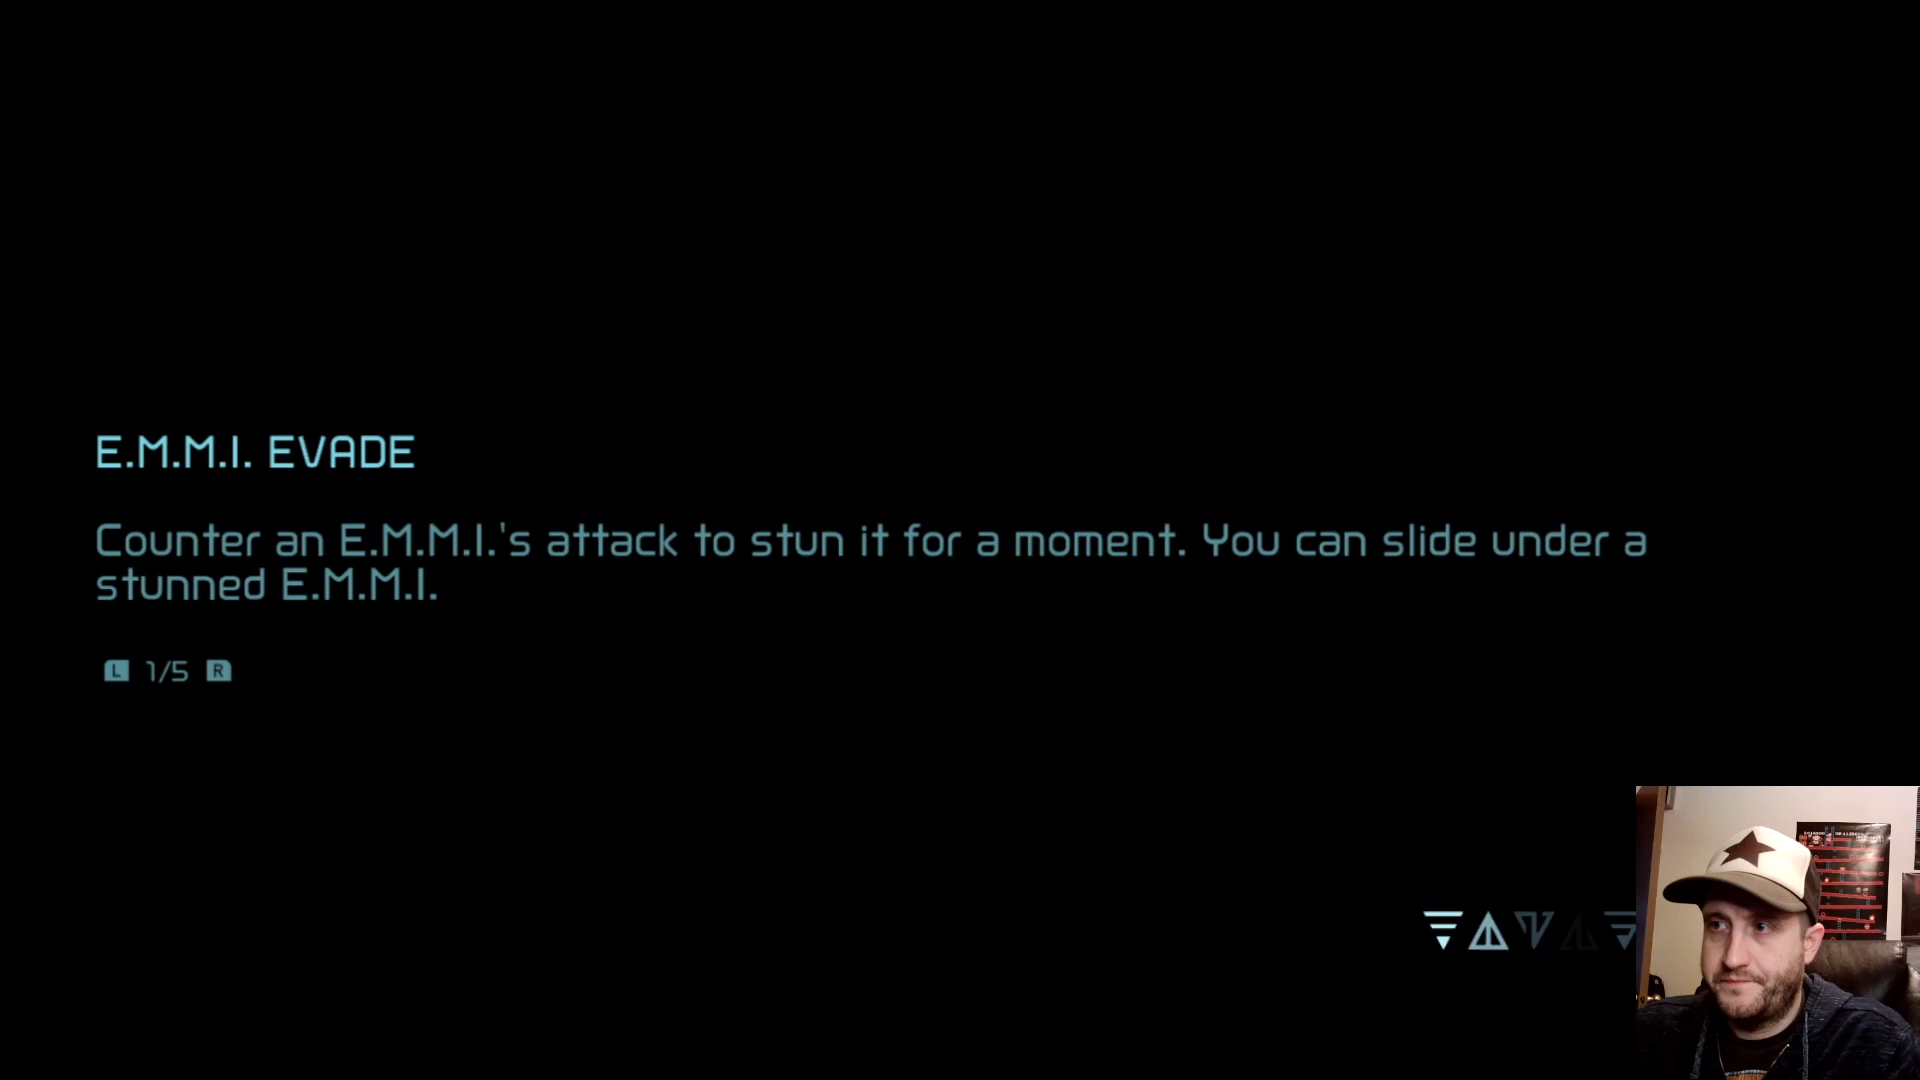 E.M.M.I. EVADE
Counter an E.M.M.I.'s attack to stun it for a moment. You can slide under a
stunned E.M.M.I.
L 1/5 R